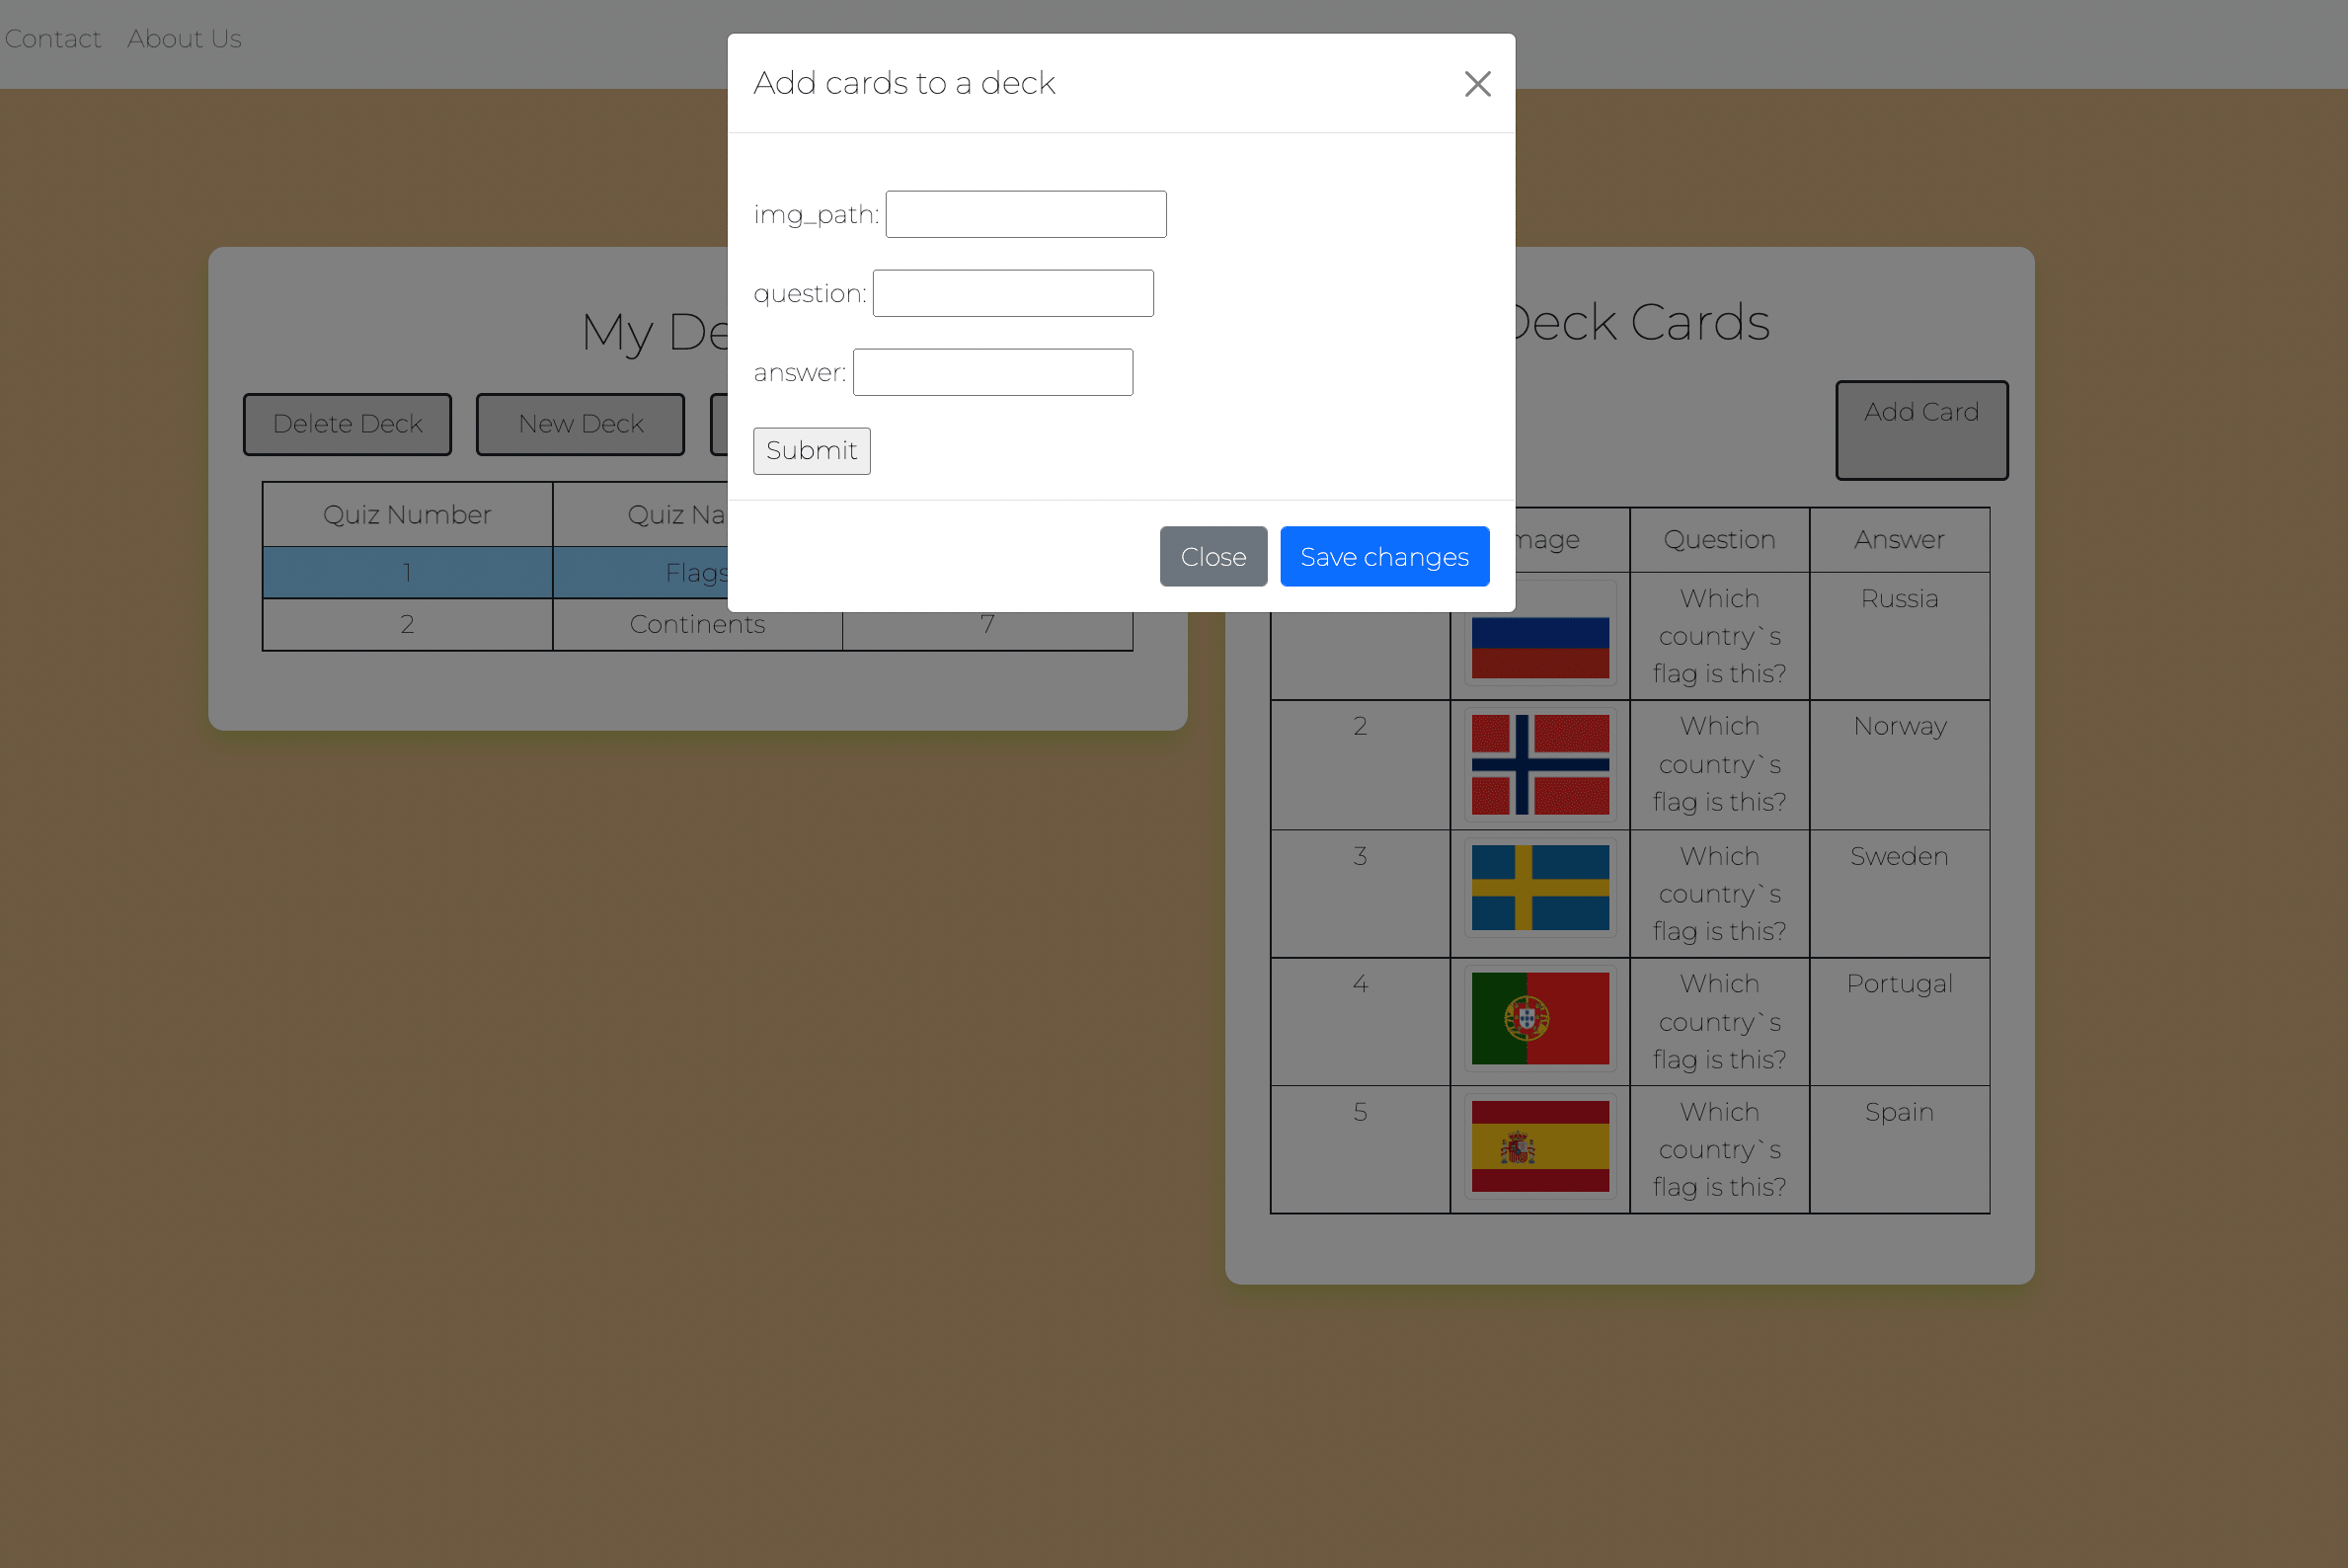 Contact About Us
Add cards to a deck
img_path:
question:
answer:
Submit
Close Save changes
My De
Delete Deck New Deck
Quiz Number Quiz Na
1 Flags
2 Continents 7
Deck Cards
Add Card
mage Question Answer
Which
country`s
flag is this?
Russia
2
Which
country`s
flag is this?
Norway
3
Which
country`s
flag is this?
Sweden
4
Which
country`s
flag is this?
Portugal
5
Which
country`s
flag is this?
Spain